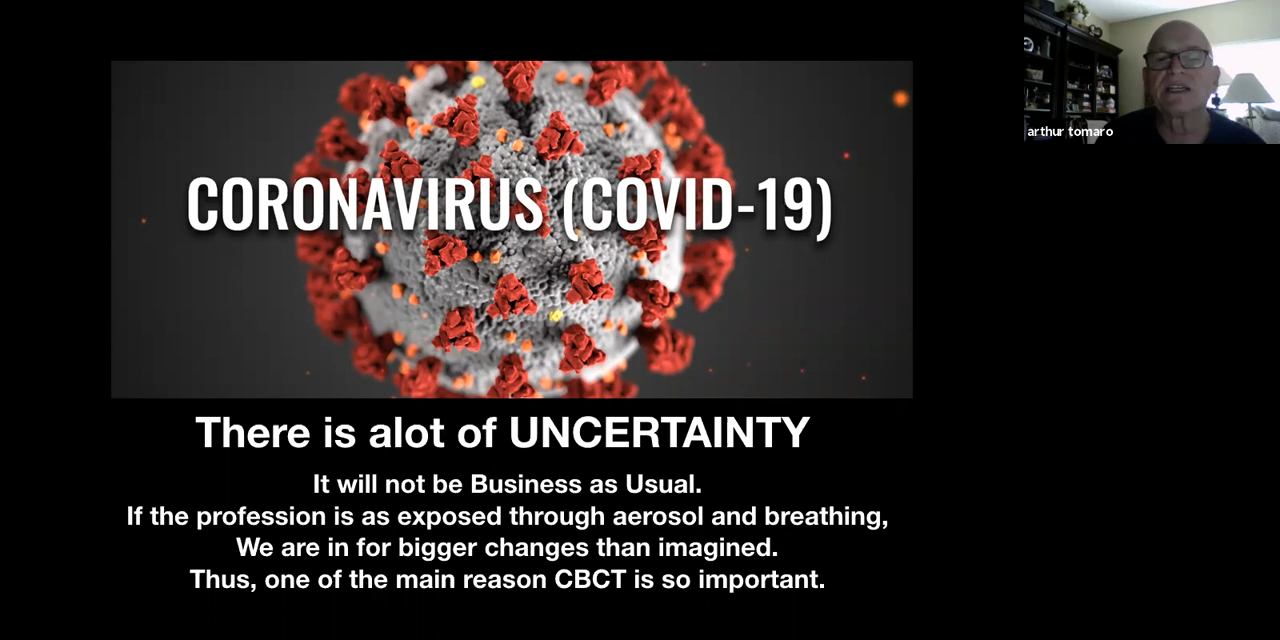 CORONAVIRUS (COVID-19)
arthur tomaro
There is alot of UNCERTAINTY
It will not be Business as Usual.
If the profession is as exposed through aerosol and breathing,
We are in for bigger changes than imagined.
Thus, one of the main reason CBCT is so important.